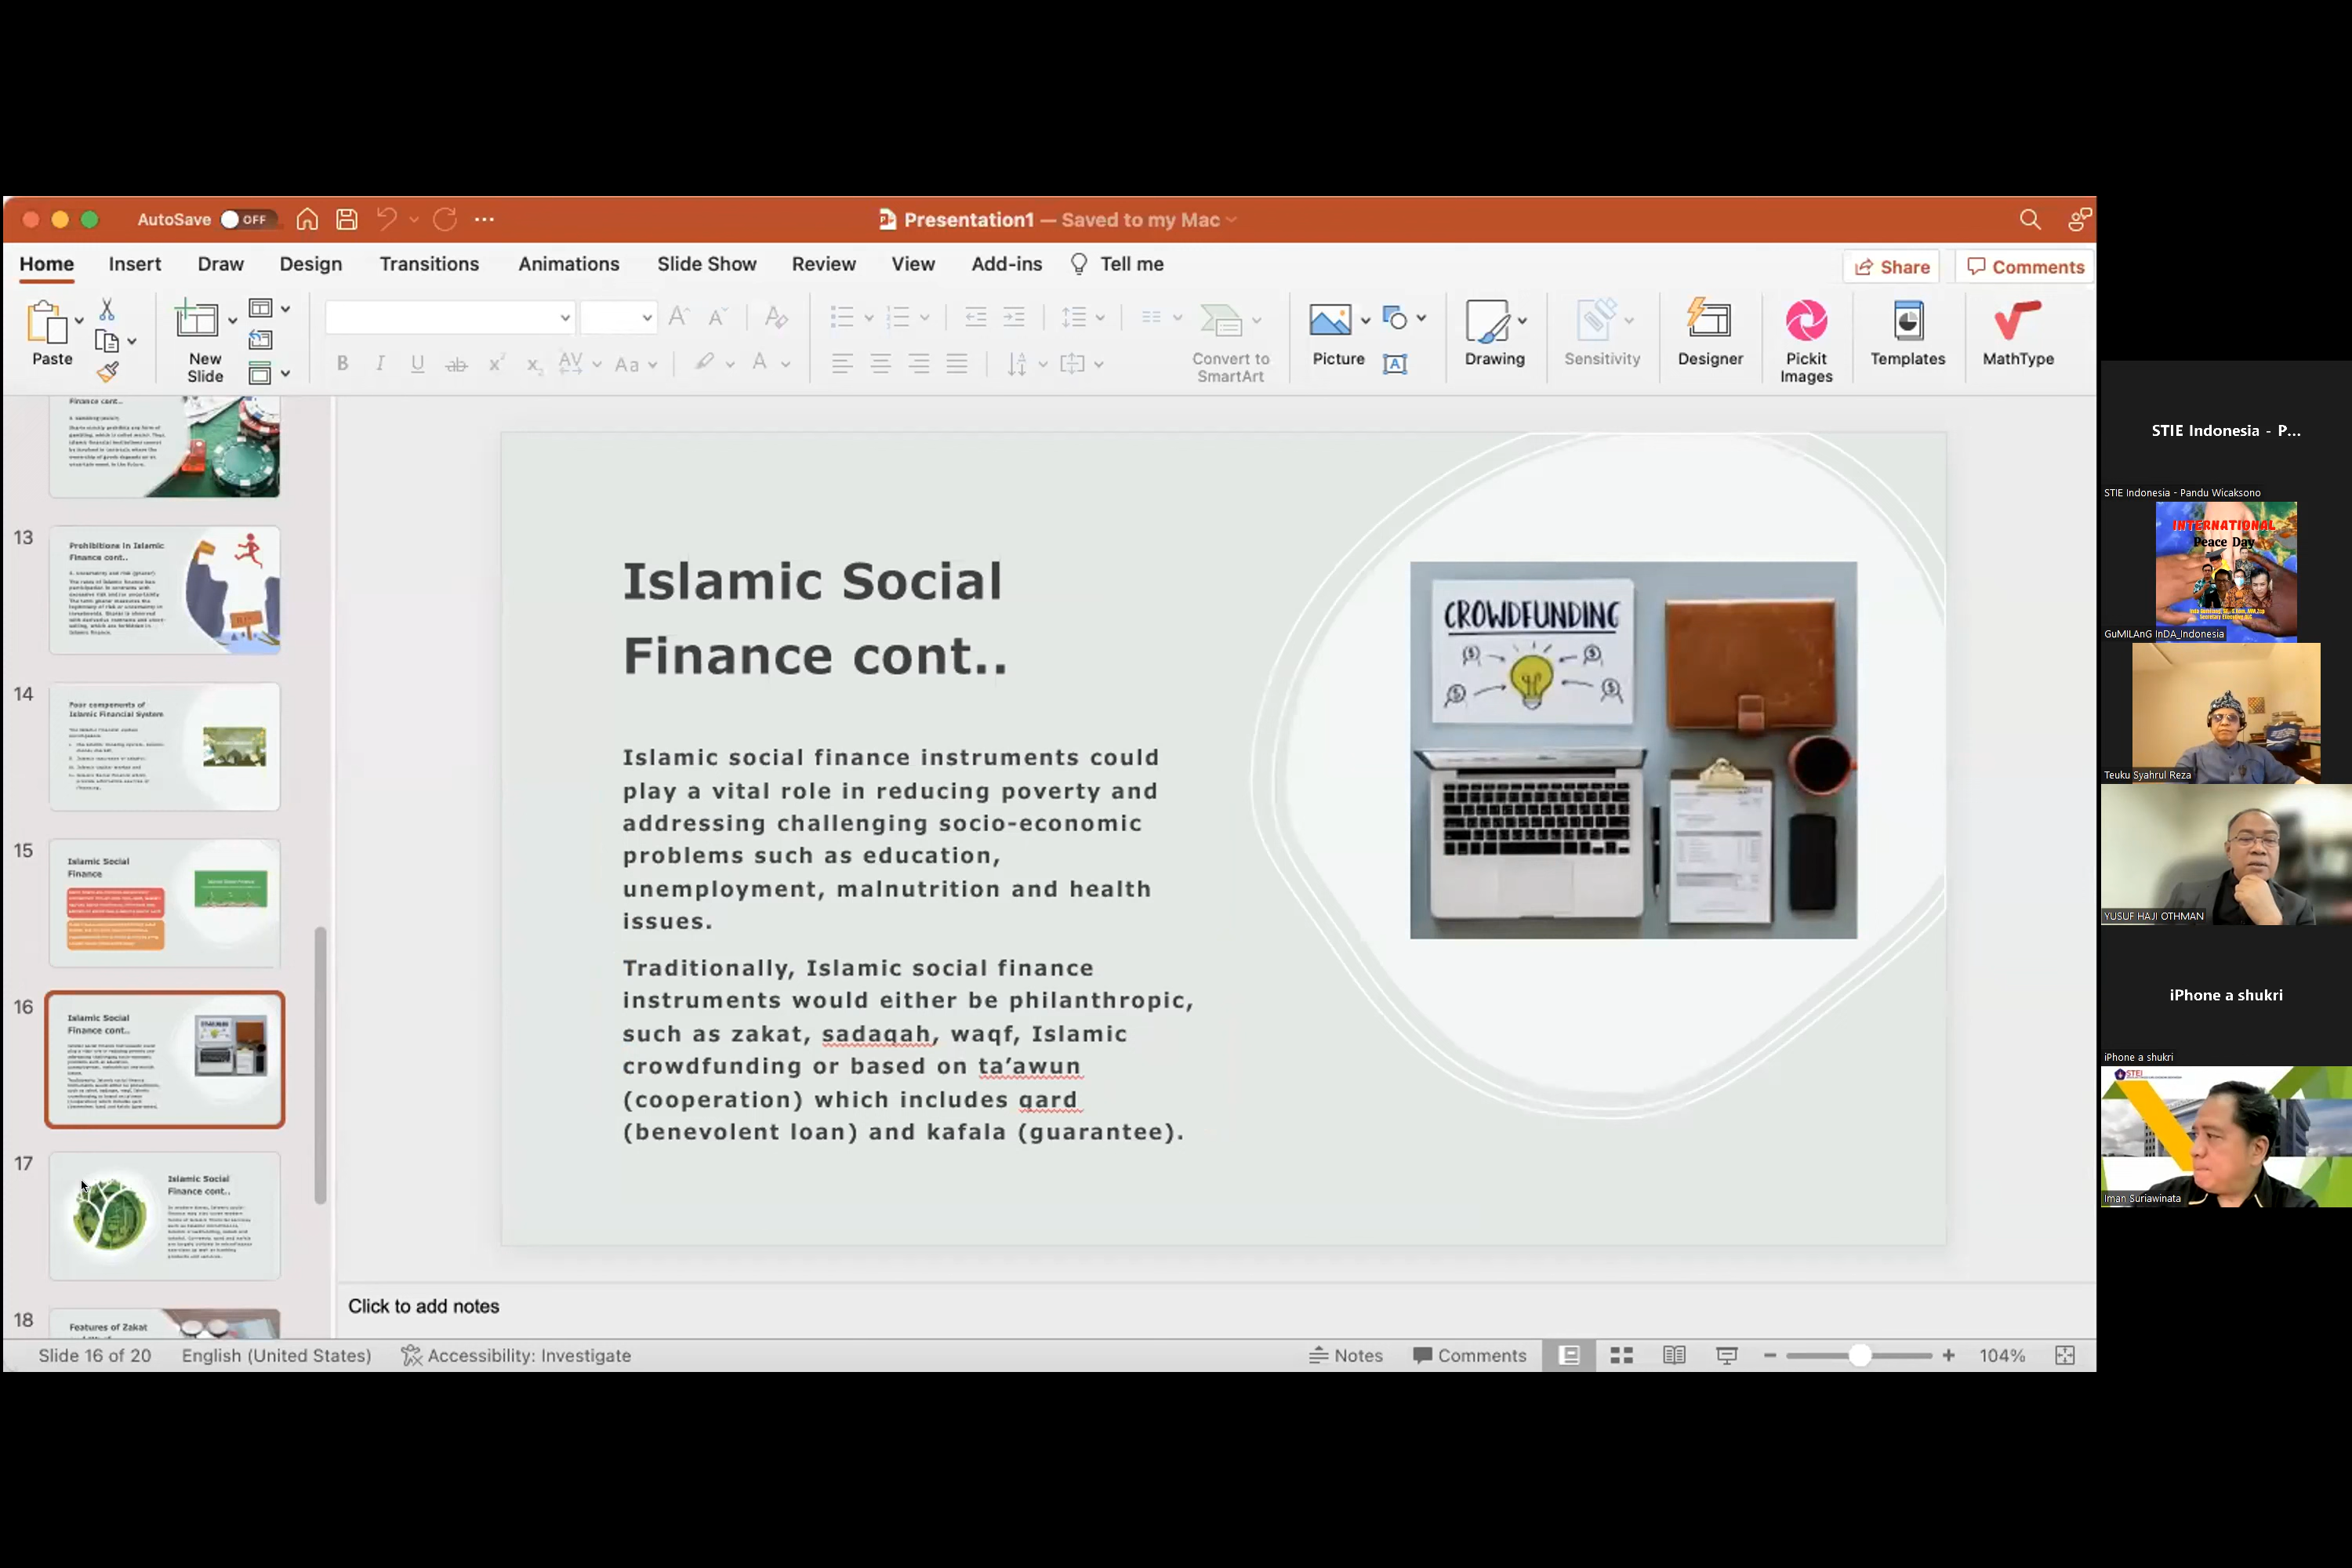 AutoSave OFF
Presentation1 — Saved to my Mac
Home Insert Draw Design Transitions Animations Slide Show Review View Add-ins Tell me
Share Comments
Paste
New
Slide
Convert to
SmartArt
Picture
Drawing
Sensitivity
Designer
Pickit
Images
Templates
MathType
Finance cont..
13
Prohibitions in Islamic
Finance cont..
14
Poor components of
Islamic Financial System
15
Islamic Social
Finance
16
Islamic Social
Finance cont..
17
Islamic Social
Finance cont..
18
Features of Zakat
Islamic Social
Finance cont..
Islamic social finance instruments could
play a vital role in reducing poverty and
addressing challenging socio-economic
problems such as education,
unemployment, malnutrition and health
issues.
Traditionally, Islamic social finance
instruments would either be philanthropic,
such as zakat, sadaqah, waqf, Islamic
crowdfunding or based on ta’awun
(cooperation) which includes qard
(benevolent loan) and kafala (guarantee).
CROWDFUNDING
Click to add notes
Slide 16 of 20 English (United States) Accessibility: Investigate
Notes Comments 104%
STIE Indonesia - P...
STIE Indonesia - Pandu Wicaksono
INTERNATIONAL
Peace Day
GuMILAnG InDA_Indonesia
Teuku Syahrul Reza
YUSUF HAJI OTHMAN
iPhone a shukri
iPhone a shukri
STEI
Iman Suriawinata